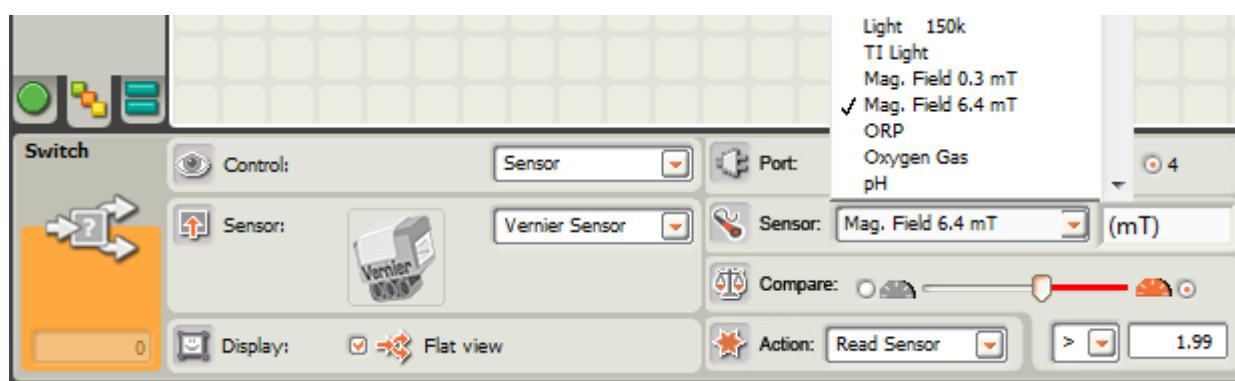 Light 150k
TI Light
Mag. Field 0.3 mT
Mag. Field 6.4 mT
ORP
Oxygen Gas
pH
Switch
Control:
Sensor
Port:
4
Sensor:
Vernier
Vernier Sensor
Sensor:
Mag. Field 6.4 mT
(mT)
Compare:
0
Display:
Flat view
Action:
Read Sensor
>
1.99